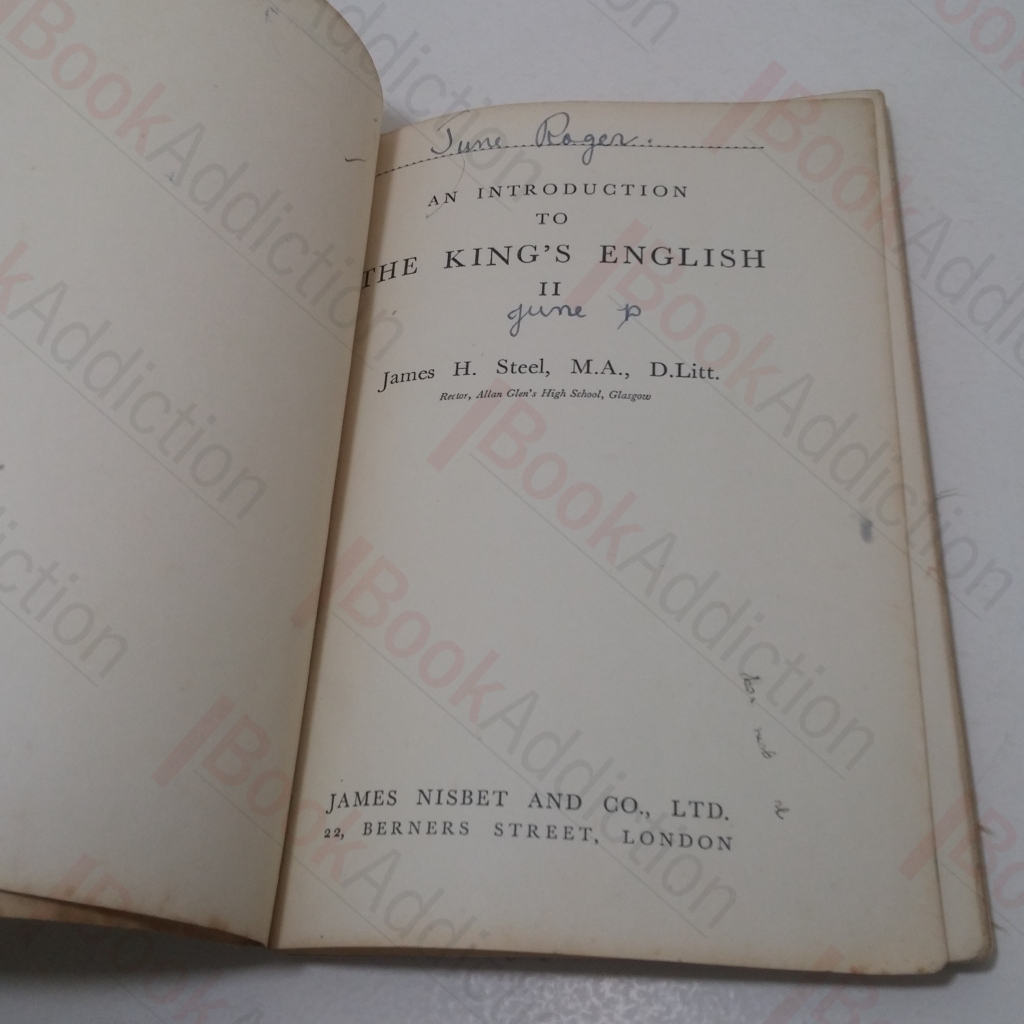 June Roger.
AN INTRODUCTION
TO
THE KING'S ENGLISH
II
June p
James H. Steel, M.A., D.Litt.
Rector, Allan Glen's High School, Glasgow
JAMES NISBET AND CO., LTD.
22, BERNERS STREET, LONDON
BookAddiction